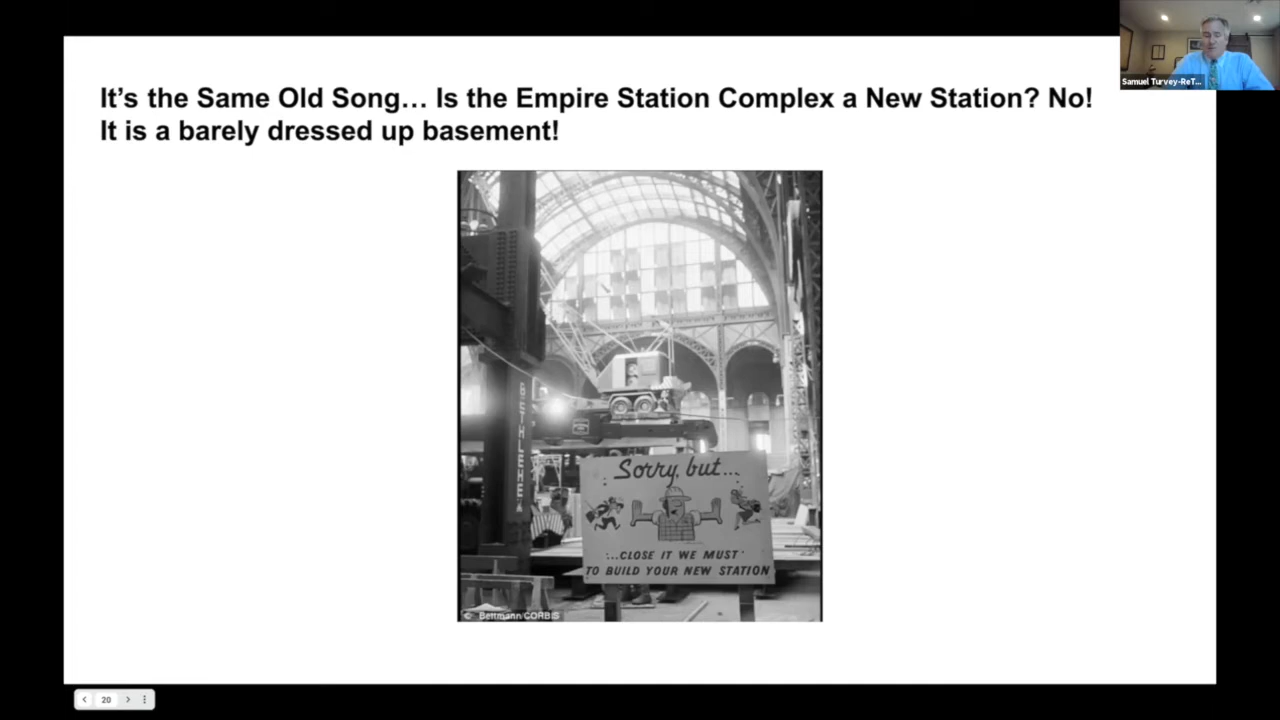 It’s the Same Old Song… Is the Empire Station Complex a New Station? No!
It is a barely dressed up basement!
Samuel Turvey-ReT...
BETHLEHEM
Sorry, but...
...CLOSE IT WE MUST
TO BUILD YOUR NEW STATION
© Bettmann/CORBIS
20